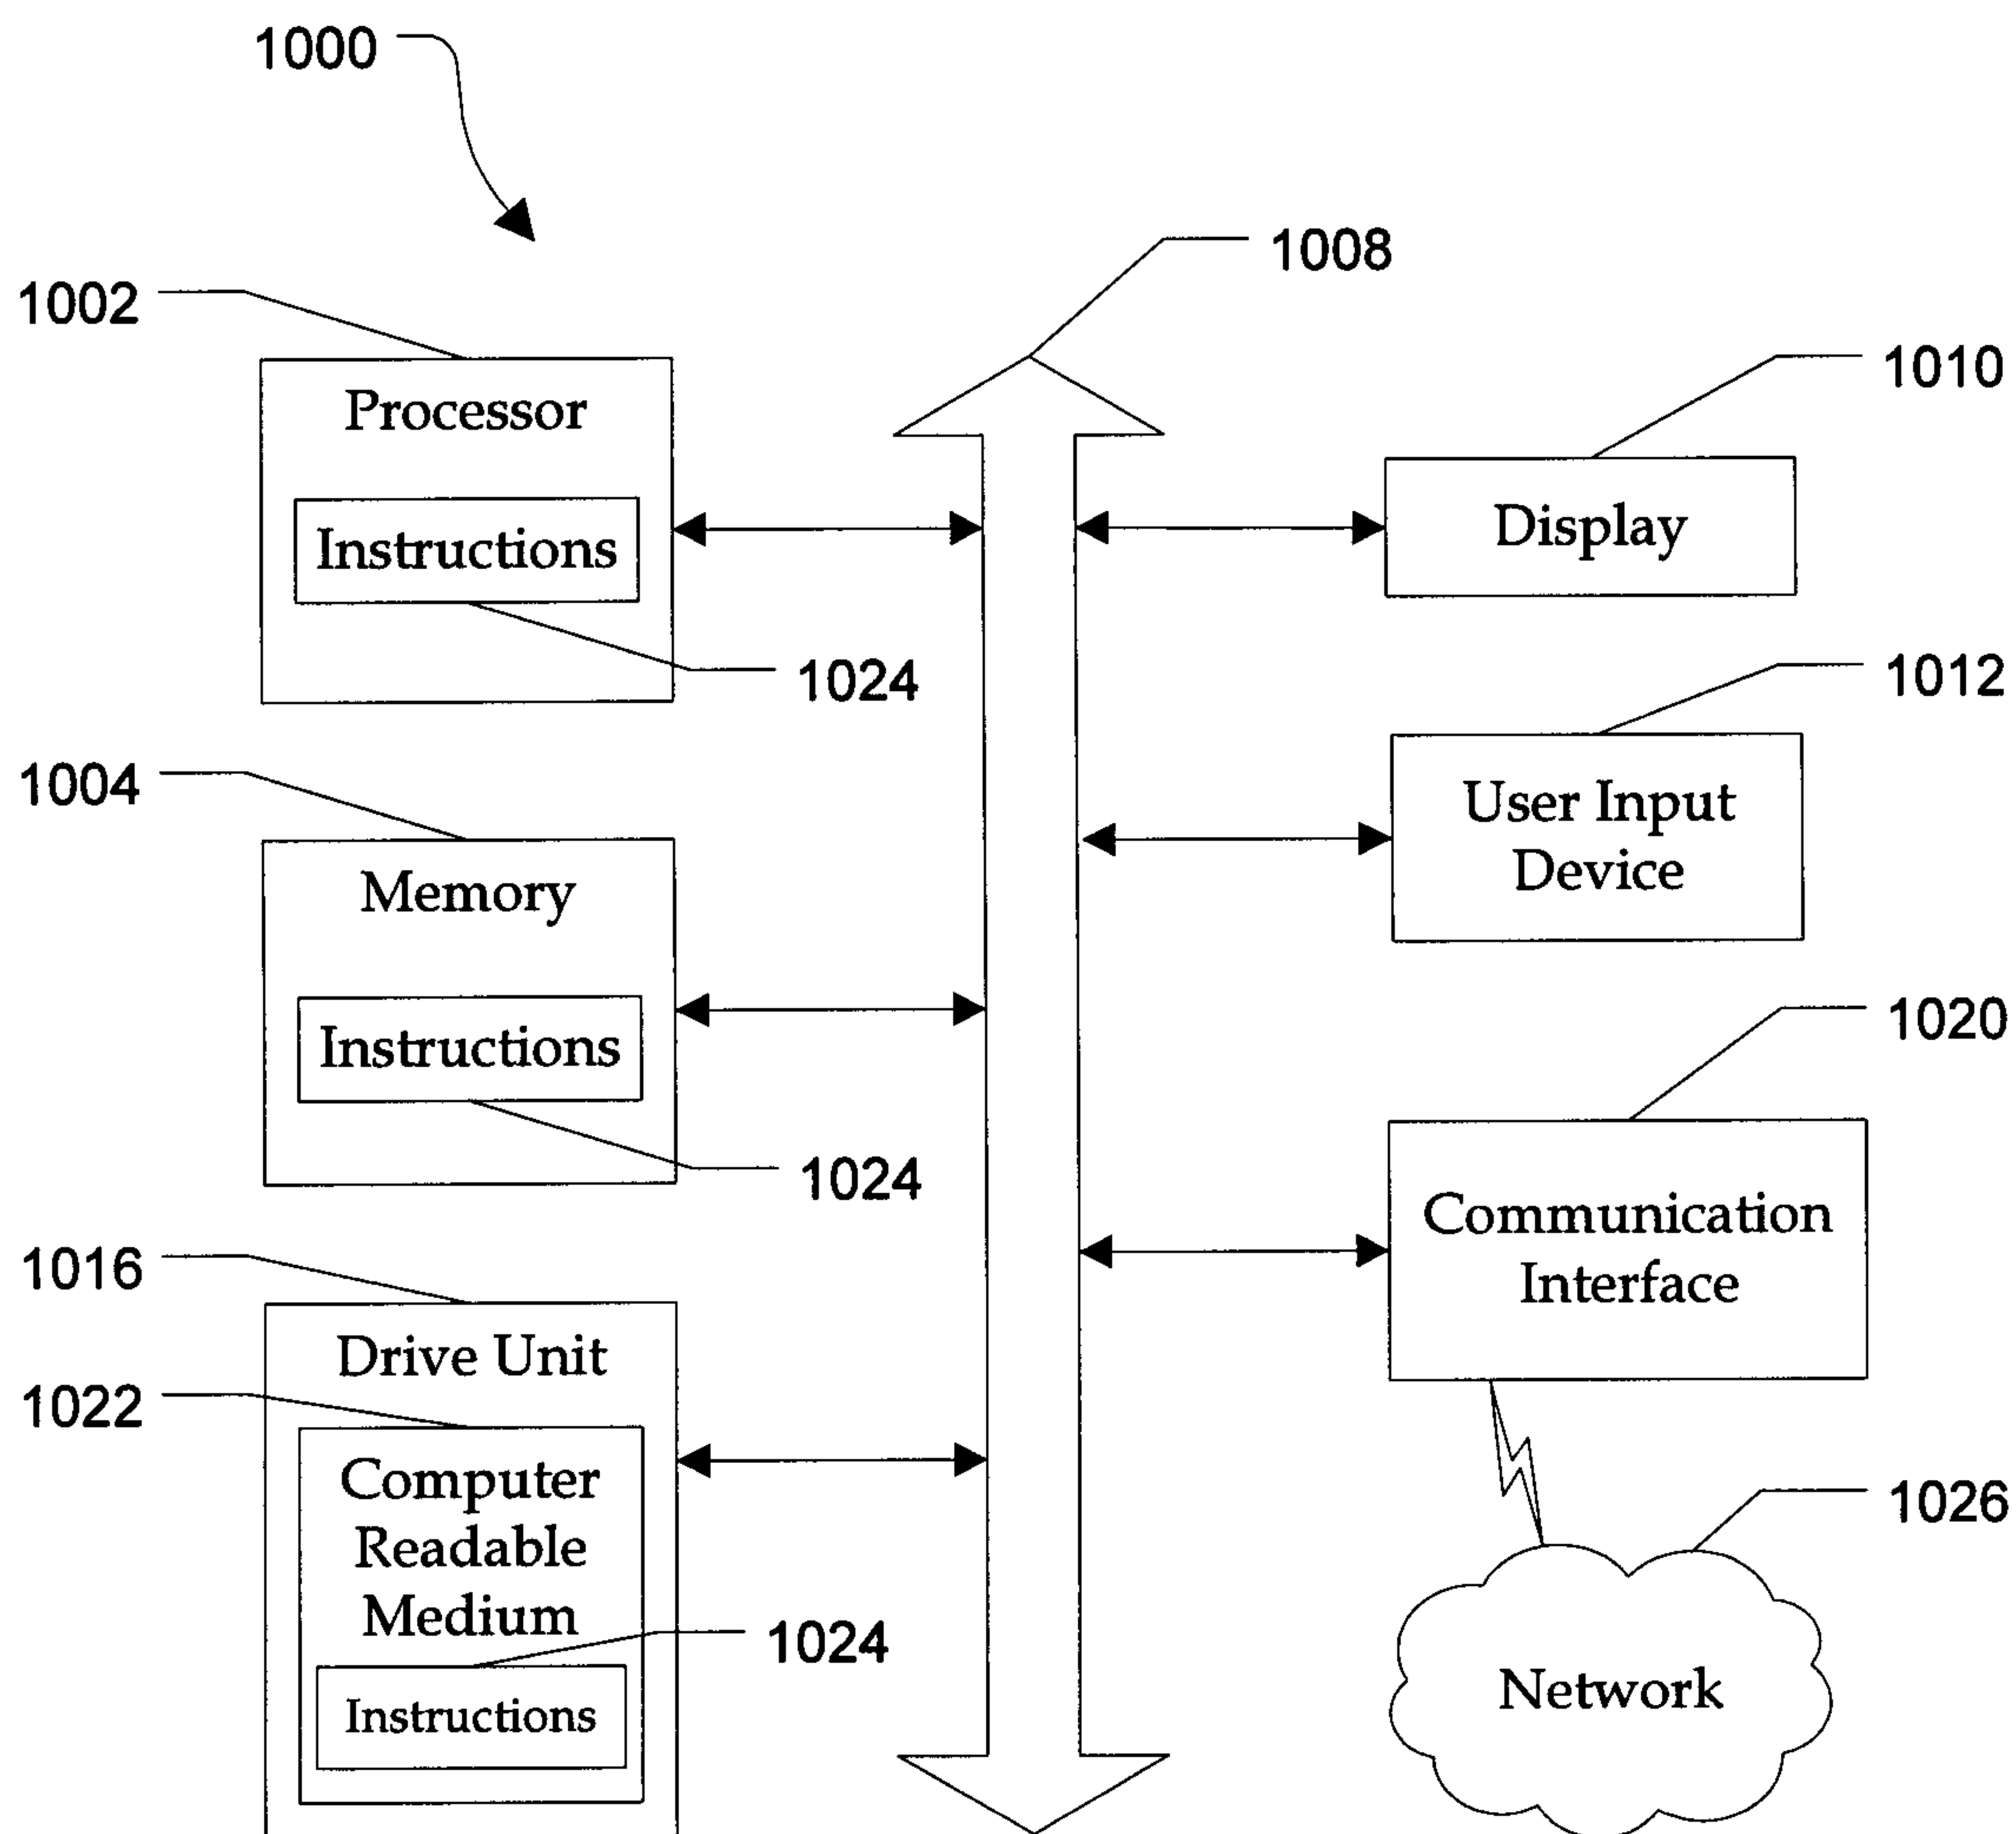 1000
1008
1002
Processor
Instructions
1024
1004
Memory
Instructions
1024
1016
Drive Unit
1022
Computer
Readable
Medium
1024
Instructions
1010
Display
1012
User Input
Device
1020
Communication
Interface
1026
Network